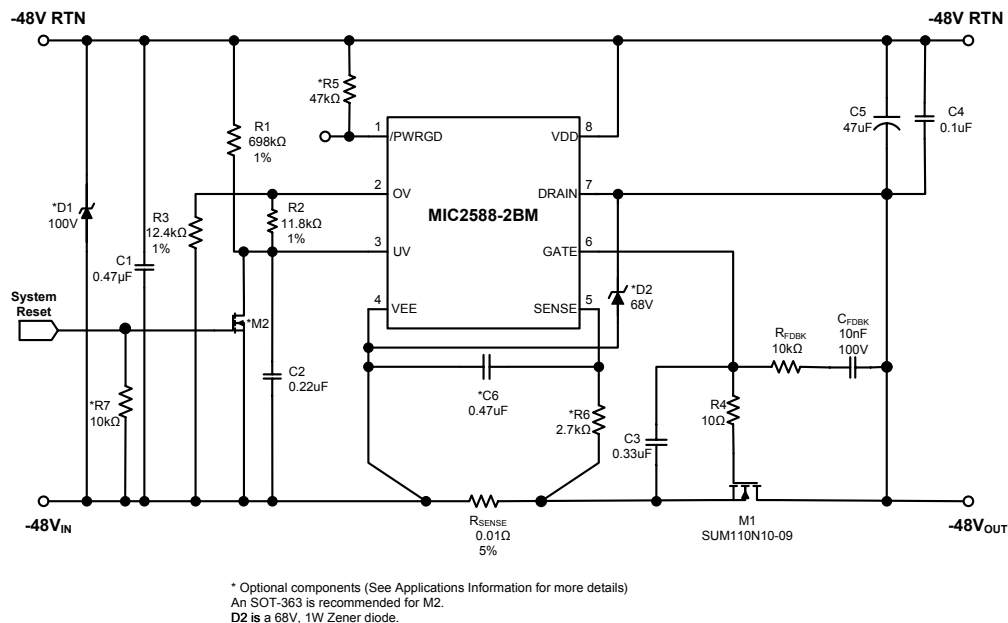 -48V RTN
-48V RTN
*R5
47kΩ
R1
698kΩ
1%
1
/PWRGD
VDD
8
C5
47uF
C4
0.1uF
*D1
100V
R3
12.4kΩ
1%
R2
11.8kΩ
1%
2
OV
DRAIN
7
MIC2588-2BM
3
UV
GATE
6
C1
0.47µF
*D2
68V
4
VEE
SENSE
5
System
Reset
*M2
RFDBK
10kΩ
CFDBK
10nF
100V
C2
0.22uF
*C6
0.47uF
*R7
10kΩ
*R6
2.7kΩ
R4
10Ω
C3
0.33uF
-48VIN
RSENSE
0.01Ω
5%
M1
SUM110N10-09
-48VOUT
* Optional components (See Applications Information for more details)
An SOT-363 is recommended for M2.
D2 is a 68V, 1W Zener diode.